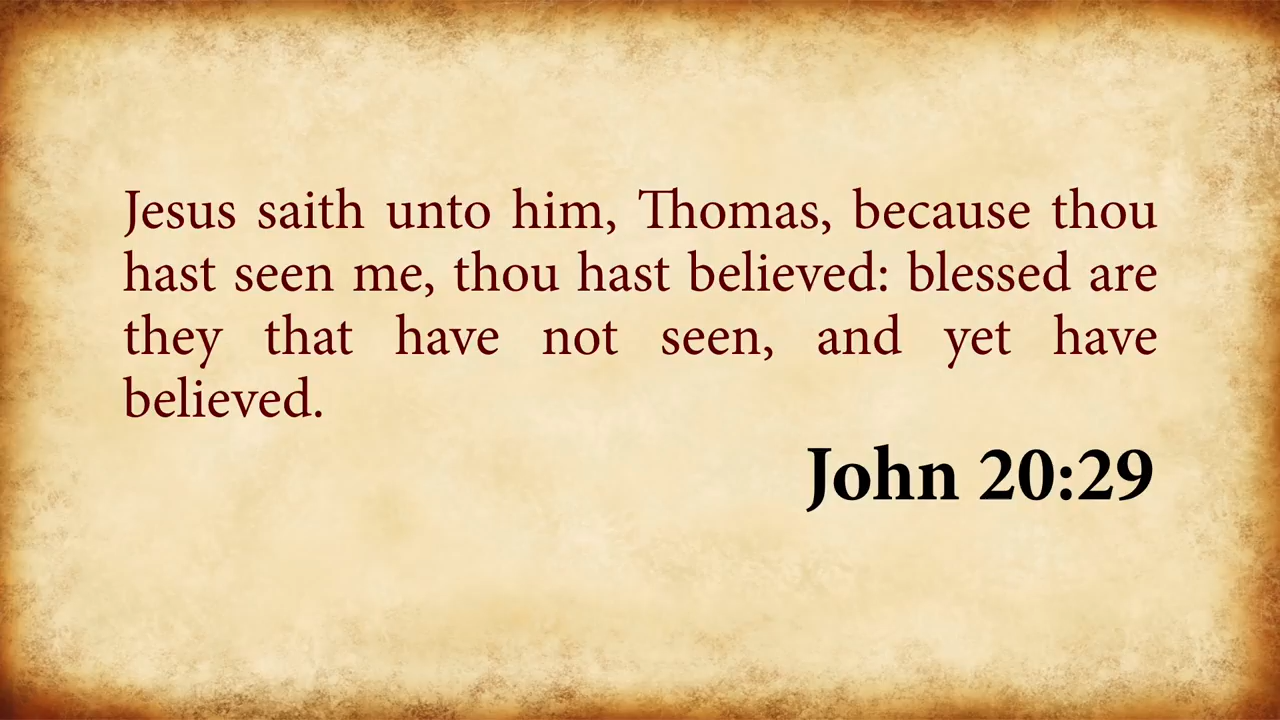 Jesus saith unto him, Thomas, because thou
hast seen me, thou hast believed: blessed are
they that have not seen, and yet have
believed.
John 20:29